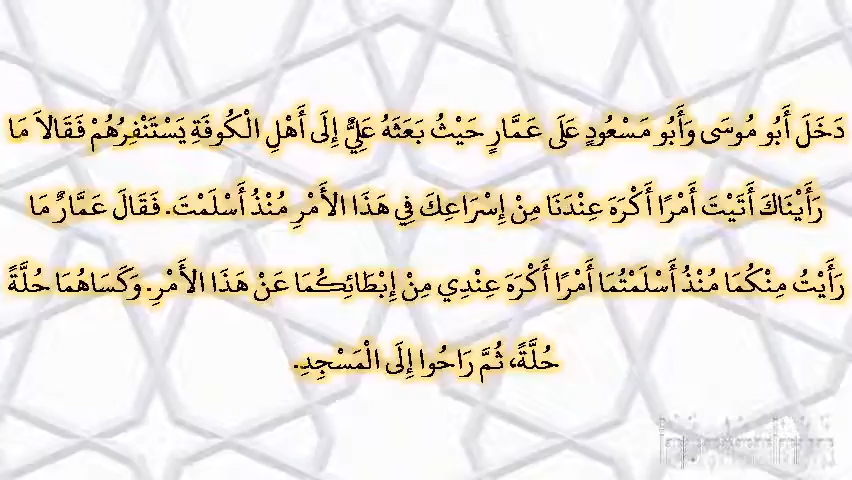 دَخَلَ أَبُو مُوسَى وَأَبُو مَسْعُودٍ عَلَى عَمَّارٍ حَيْثُ بَعَثَهُ عَلِيٌّ إِلَى أَهْلِ الْكُوفَةِ يَسْتَنْفِرُهُمْ فَقَالاَ مَا
رَأَيْنَاكَ أَتَيْتَ أَمْرًا أَكْرَهَ عِنْدَنَا مِنْ إِسْرَاعِكَ فِي هَذَا الأَمْرِ مُنْذُ أَسْلَمْتَ. فَقَالَ عَمَّارٌ مَا
رَأَيْتُ مِنْكُمَا مُنْذُ أَسْلَمْتُمَا أَمْرًا أَكْرَهَ عِنْدِي مِنْ إِبْطَائِكُمَا عَنْ هَذَا الأَمْرِ. وَكَسَاهُمَا حُلَّةً
حُلَّةً، ثُمَّ رَاحُوا إِلَى الْمَسْجِدِ.